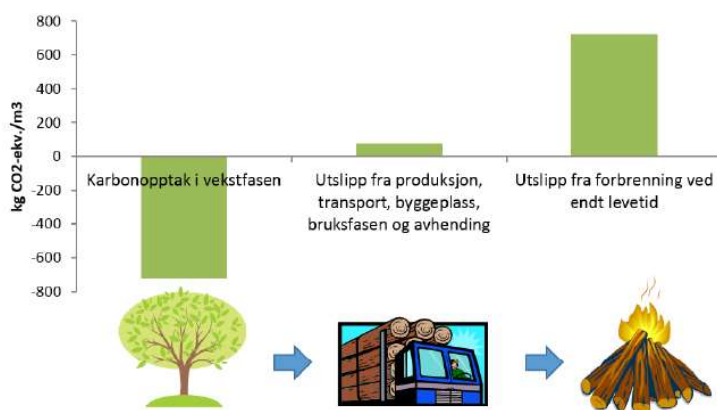 800
600
400
200
0
-200
-400
-600
-800
kg CO2-ekv./m3
Karbonopptak i vekstfasen
Utslipp fra produksjon,
transport, byggeplass,
bruksfasen og avhending
Utslipp fra forbrenning ved
endt levetid